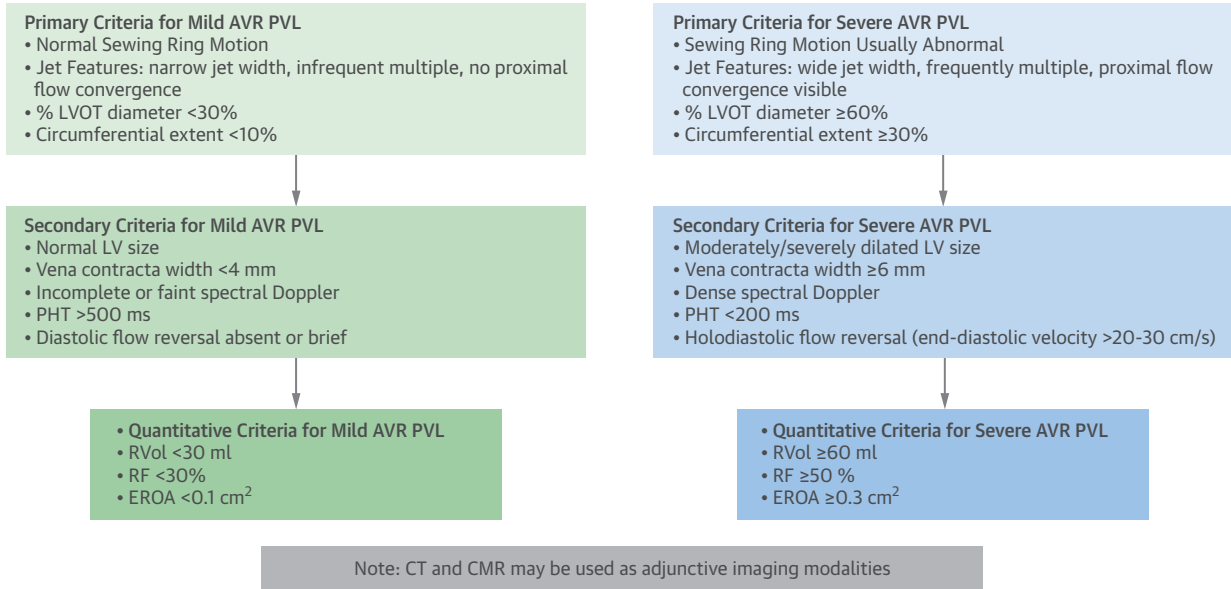 Primary Criteria for Mild AVR PVL
• Normal Sewing Ring Motion
• Jet Features: narrow jet width, infrequent multiple, no proximal
flow convergence
• % LVOT diameter <30%
• Circumferential extent <10%
Secondary Criteria for Mild AVR PVL
• Normal LV size
• Vena contracta width <4 mm
• Incomplete or faint spectral Doppler
• PHT >500 ms
• Diastolic flow reversal absent or brief
• Quantitative Criteria for Mild AVR PVL
• RVol <30 ml
• RF <30%
• EROA <0.1 cm²
Primary Criteria for Severe AVR PVL
• Sewing Ring Motion Usually Abnormal
• Jet Features: wide jet width, frequently multiple, proximal flow
convergence visible
• % LVOT diameter ≥60%
• Circumferential extent ≥30%
Secondary Criteria for Severe AVR PVL
• Moderately/severely dilated LV size
• Vena contracta width ≥6 mm
• Dense spectral Doppler
• PHT <200 ms
• Holodiastolic flow reversal (end-diastolic velocity >20-30 cm/s)
• Quantitative Criteria for Severe AVR PVL
• RVol ≥60 ml
• RF ≥50 %
• EROA ≥0.3 cm²
Note: CT and CMR may be used as adjunctive imaging modalities